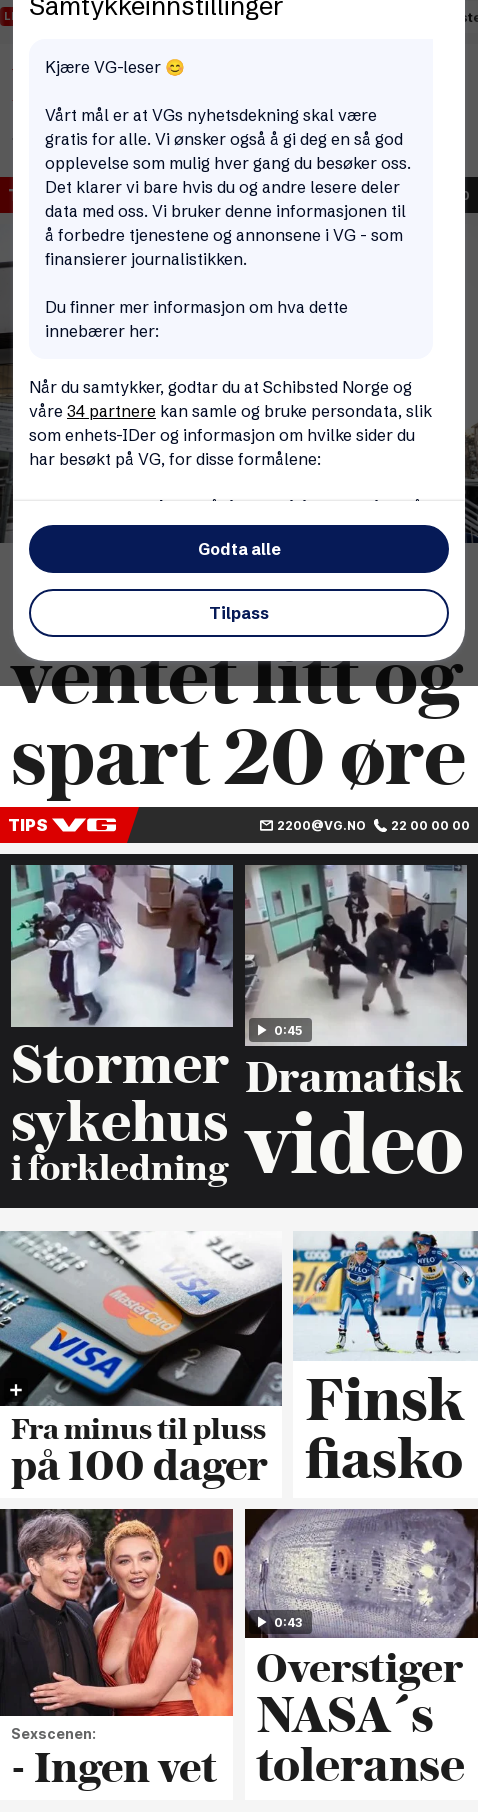 Samtykkeinnstillinger
Kjære VG-leser 😊
Vårt mål er at VGs nyhetsdekning skal være
gratis for alle. Vi ønsker også å gi deg en så god
opplevelse som mulig hver gang du besøker oss.
Det klarer vi bare hvis du og andre lesere deler
data med oss. Vi bruker denne informasjonen til
å forbedre tjenestene og annonsene i VG - som
finansierer journalistikken.
Du finner mer informasjon om hva dette
innebærer her:
Når du samtykker, godtar du at Schibsted Norge og
våre 34 partnere kan samle og bruke persondata, slik
som enhets-IDer og informasjon om hvilke sider du
har besøkt på VG, for disse formålene:
Godta alle
Tilpass
ventet litt og
spart 20 øre
TIPS VG 2200@VG.NO 22 00 00 00
0:45
Stormer
sykehus
i forkledning
Dramatisk
video
VISA
MasterCard
VISA
Fra minus til pluss
på 100 dager
coop
HYLO
Finsk
fiasko
0:43
Sexscenen:
- Ingen vet
Overstiger
NASA´s
toleranse